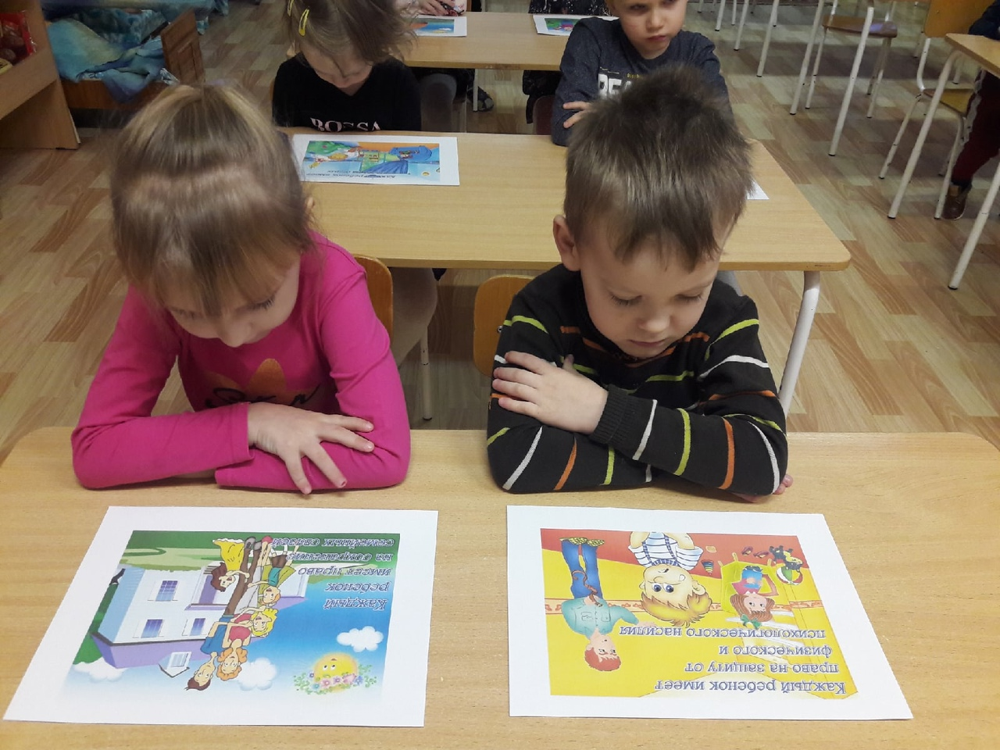 Каждый
ребенок
имеет право
на сохранение
семейных связей
Каждый ребенок имеет
право на защиту от
физического и
психологического насилия
BOSSA